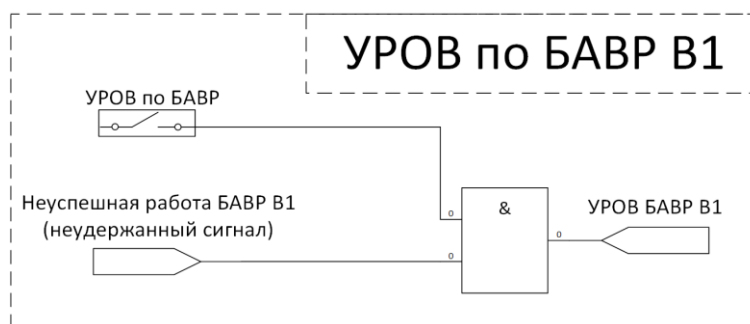 УРОВ по БАВР В1
УРОВ по БАВР
Неуспешная работа БАВР В1
(неудержанный сигнал)
&
УРОВ БАВР В1
0
0
0